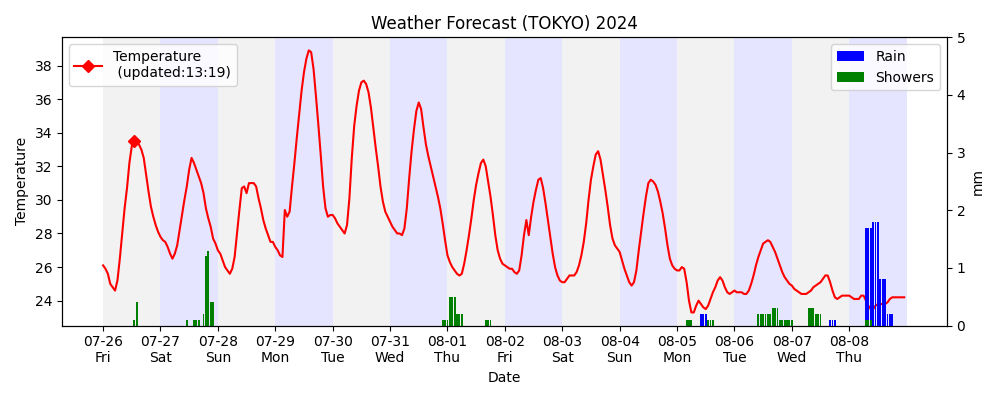 Weather Forecast (TOKYO) 2024
Temperature
(updated:13:19)
Rain
Showers
Temperature
38
36
34
32
30
28
26
24
5
4
3
2
1
0
mm
07-26 07-27 07-28 07-29 07-30 07-31 08-01 08-02 08-03 08-04 08-05 08-06 08-07 08-08
Fri Sat Sun Mon Tue Wed Thu Fri Sat Sun Mon Tue Wed Thu
Date